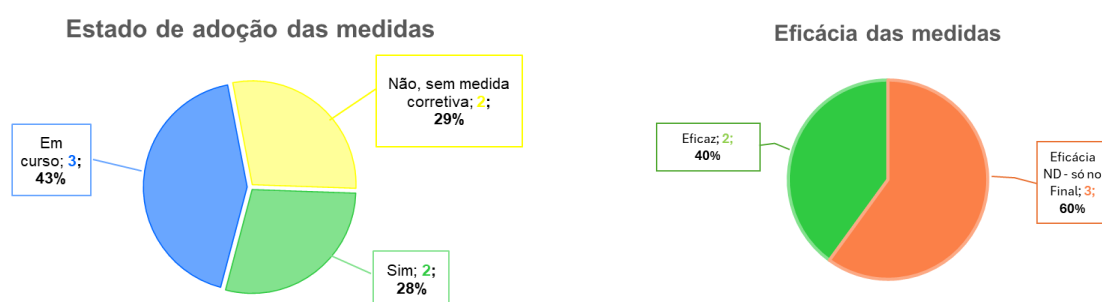 Estado de adoção das medidas
Não, sem medida
corretiva; 2;
29%
Em
curso; 3;
43%
Sim; 2;
28%
Eficácia das medidas
Eficaz; 2;
40%
Eficácia
ND - só no
Final; 3;
60%